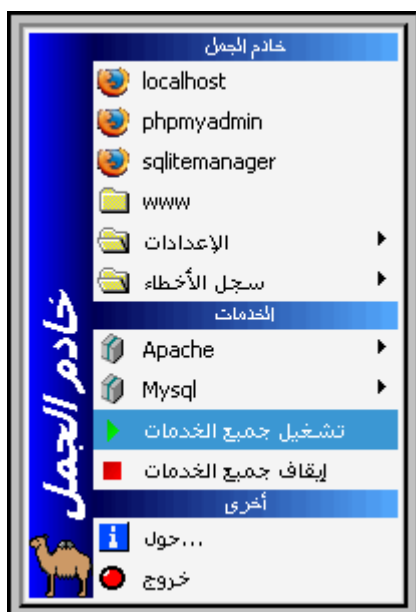 خادم الجمل
localhost
phpmyadmin
sqlitemanager
www
الإعدادات
سجل الأخطاء
الخدمات
Apache
Mysql
تشغيل جميع الخدمات
إيقاف جميع الخدمات
أخرى
حول...
خروج
خادم الجمل